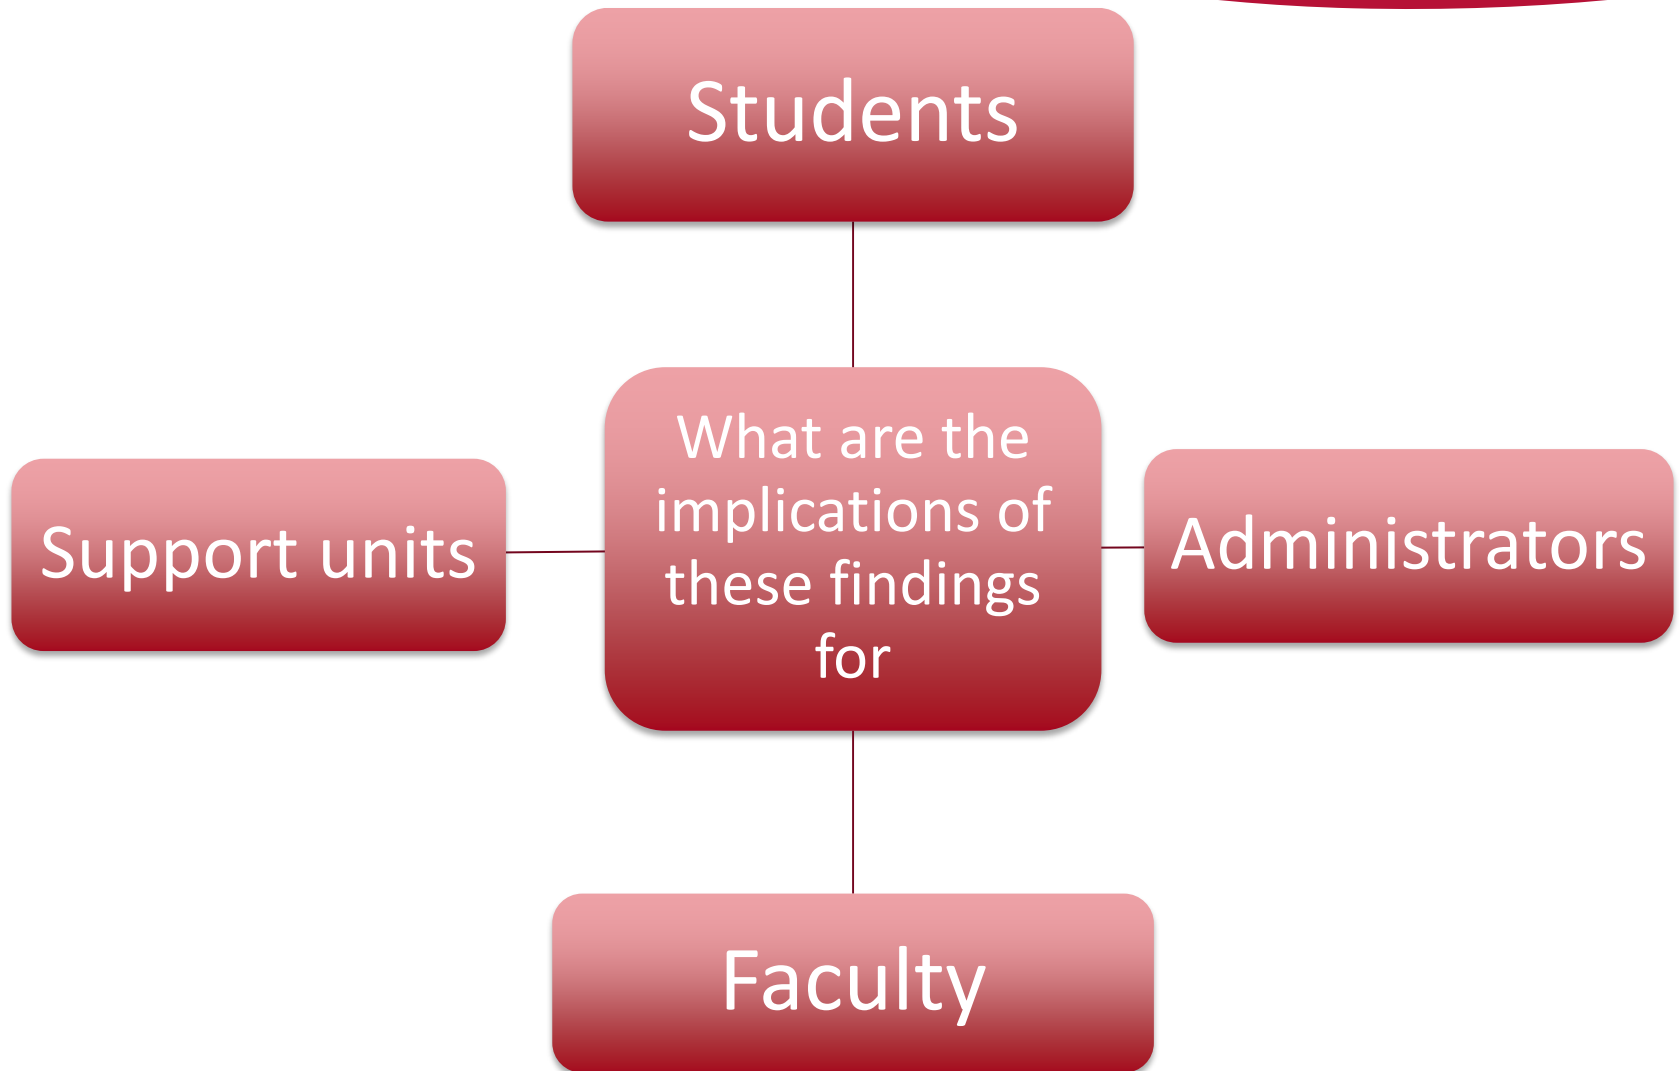 Students
What are the
implications of
these findings
for
Support units
Administrators
Faculty